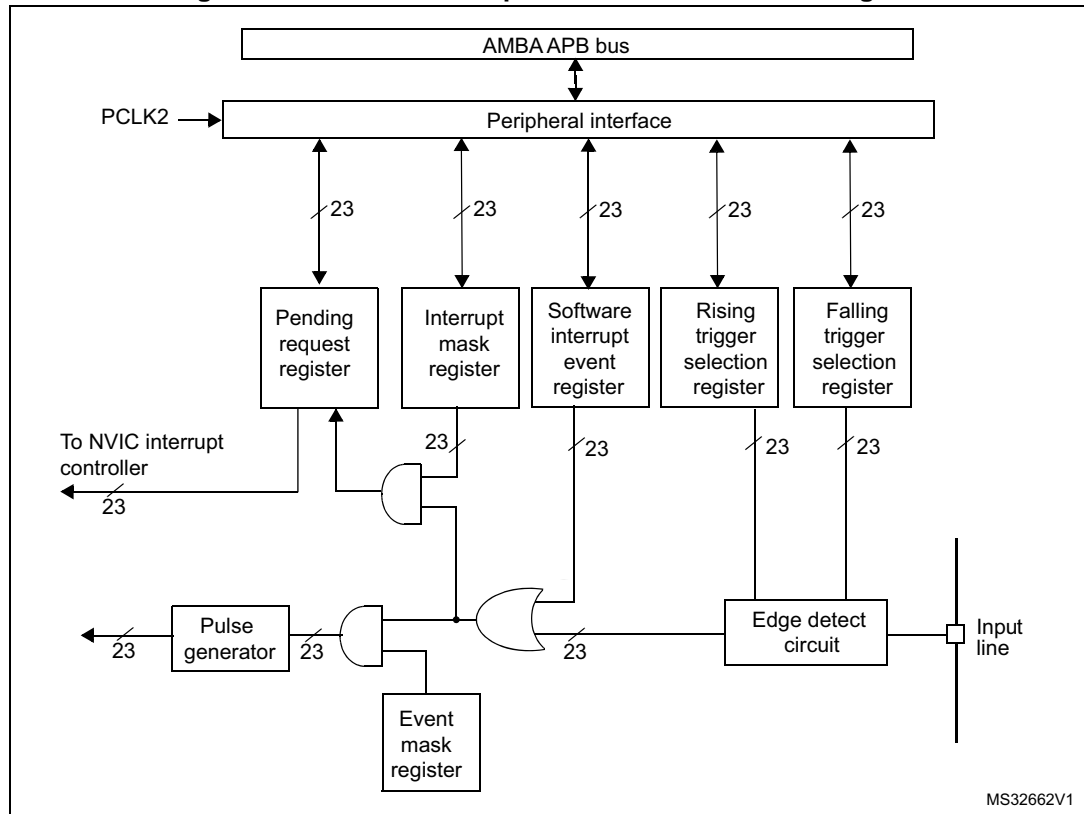 AMBA APB bus
PCLK2
Peripheral interface
23
23
23
23
23
Pending
request
register
Interrupt
mask
register
Software
interrupt
event
register
Rising
trigger
selection
register
Falling
trigger
selection
register
To NVIC interrupt
controller
23
23
23
23
23
Pulse
generator
23
23
23
Edge detect
circuit
Input
line
Event
mask
register
MS32662V1